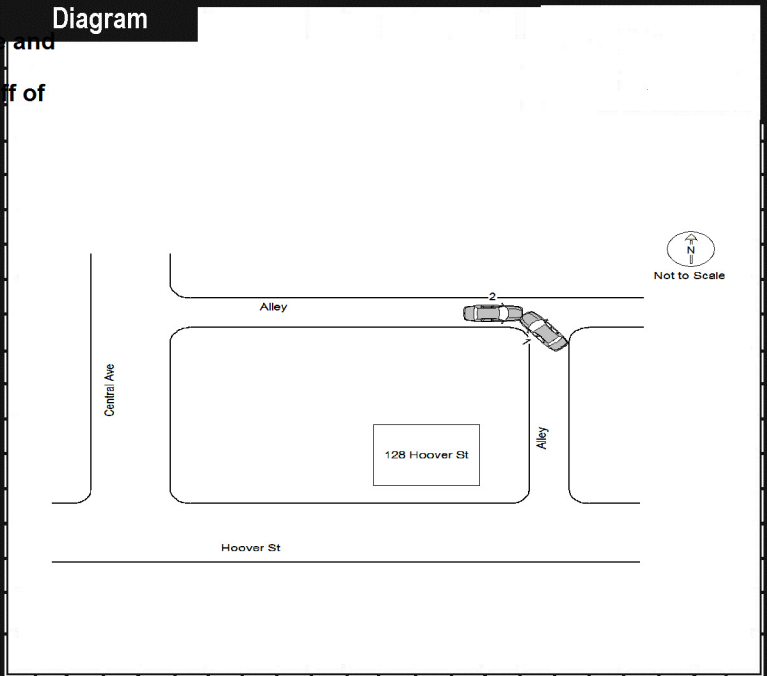 Diagram
e and
ff of
N
Not to Scale
2
Alley
1
Central Ave
Alley
128 Hoover St
Hoover St